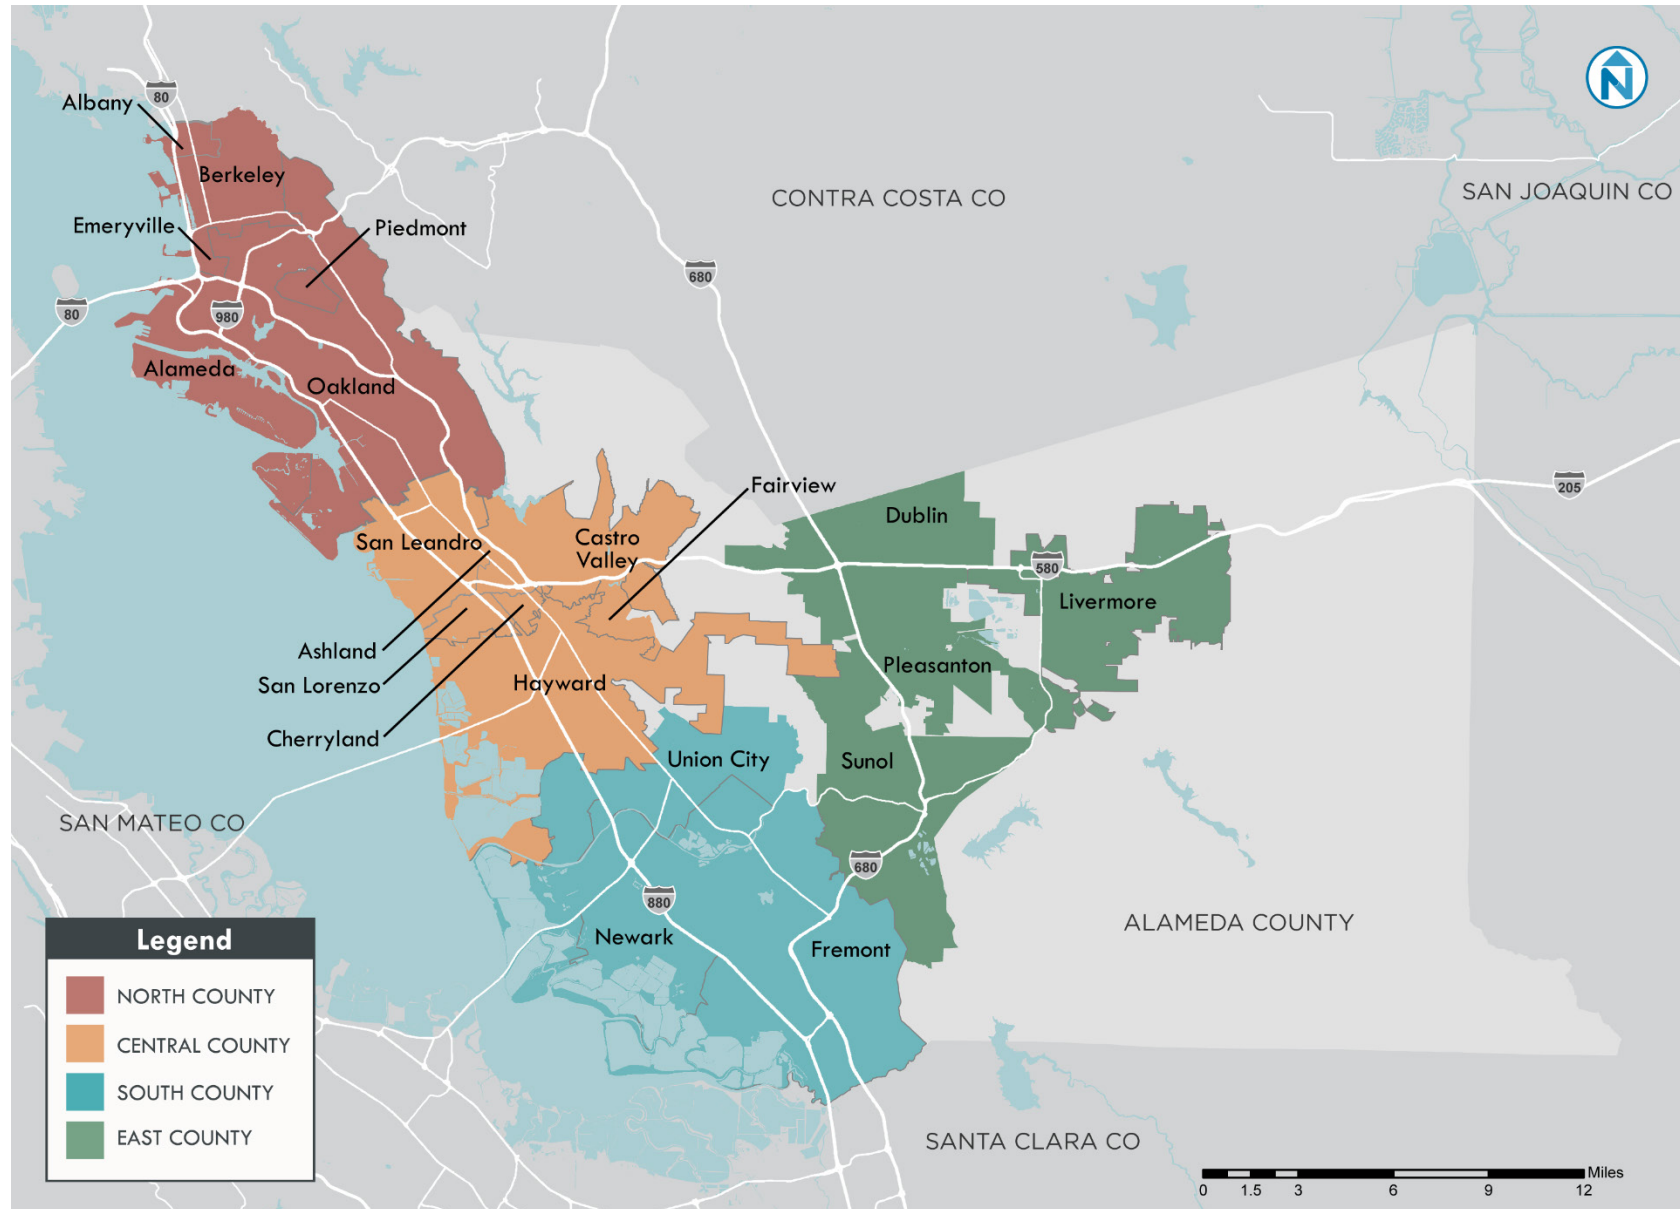 N
80
Albany
Berkeley
CONTRA COSTA CO
SAN JOAQUIN CO
Emeryville
Piedmont
680
80
980
Alameda
Oakland
Fairview
205
Dublin
San Leandro
Castro
Valley
580
Livermore
Ashland
San Lorenzo
Hayward
Pleasanton
Cherryland
Union City
Sunol
SAN MATEO CO
680
880
Newark
Fremont
ALAMEDA COUNTY
Legend
NORTH COUNTY
CENTRAL COUNTY
SOUTH COUNTY
EAST COUNTY
SANTA CLARA CO
Miles
0 1.5 3 6 9 12